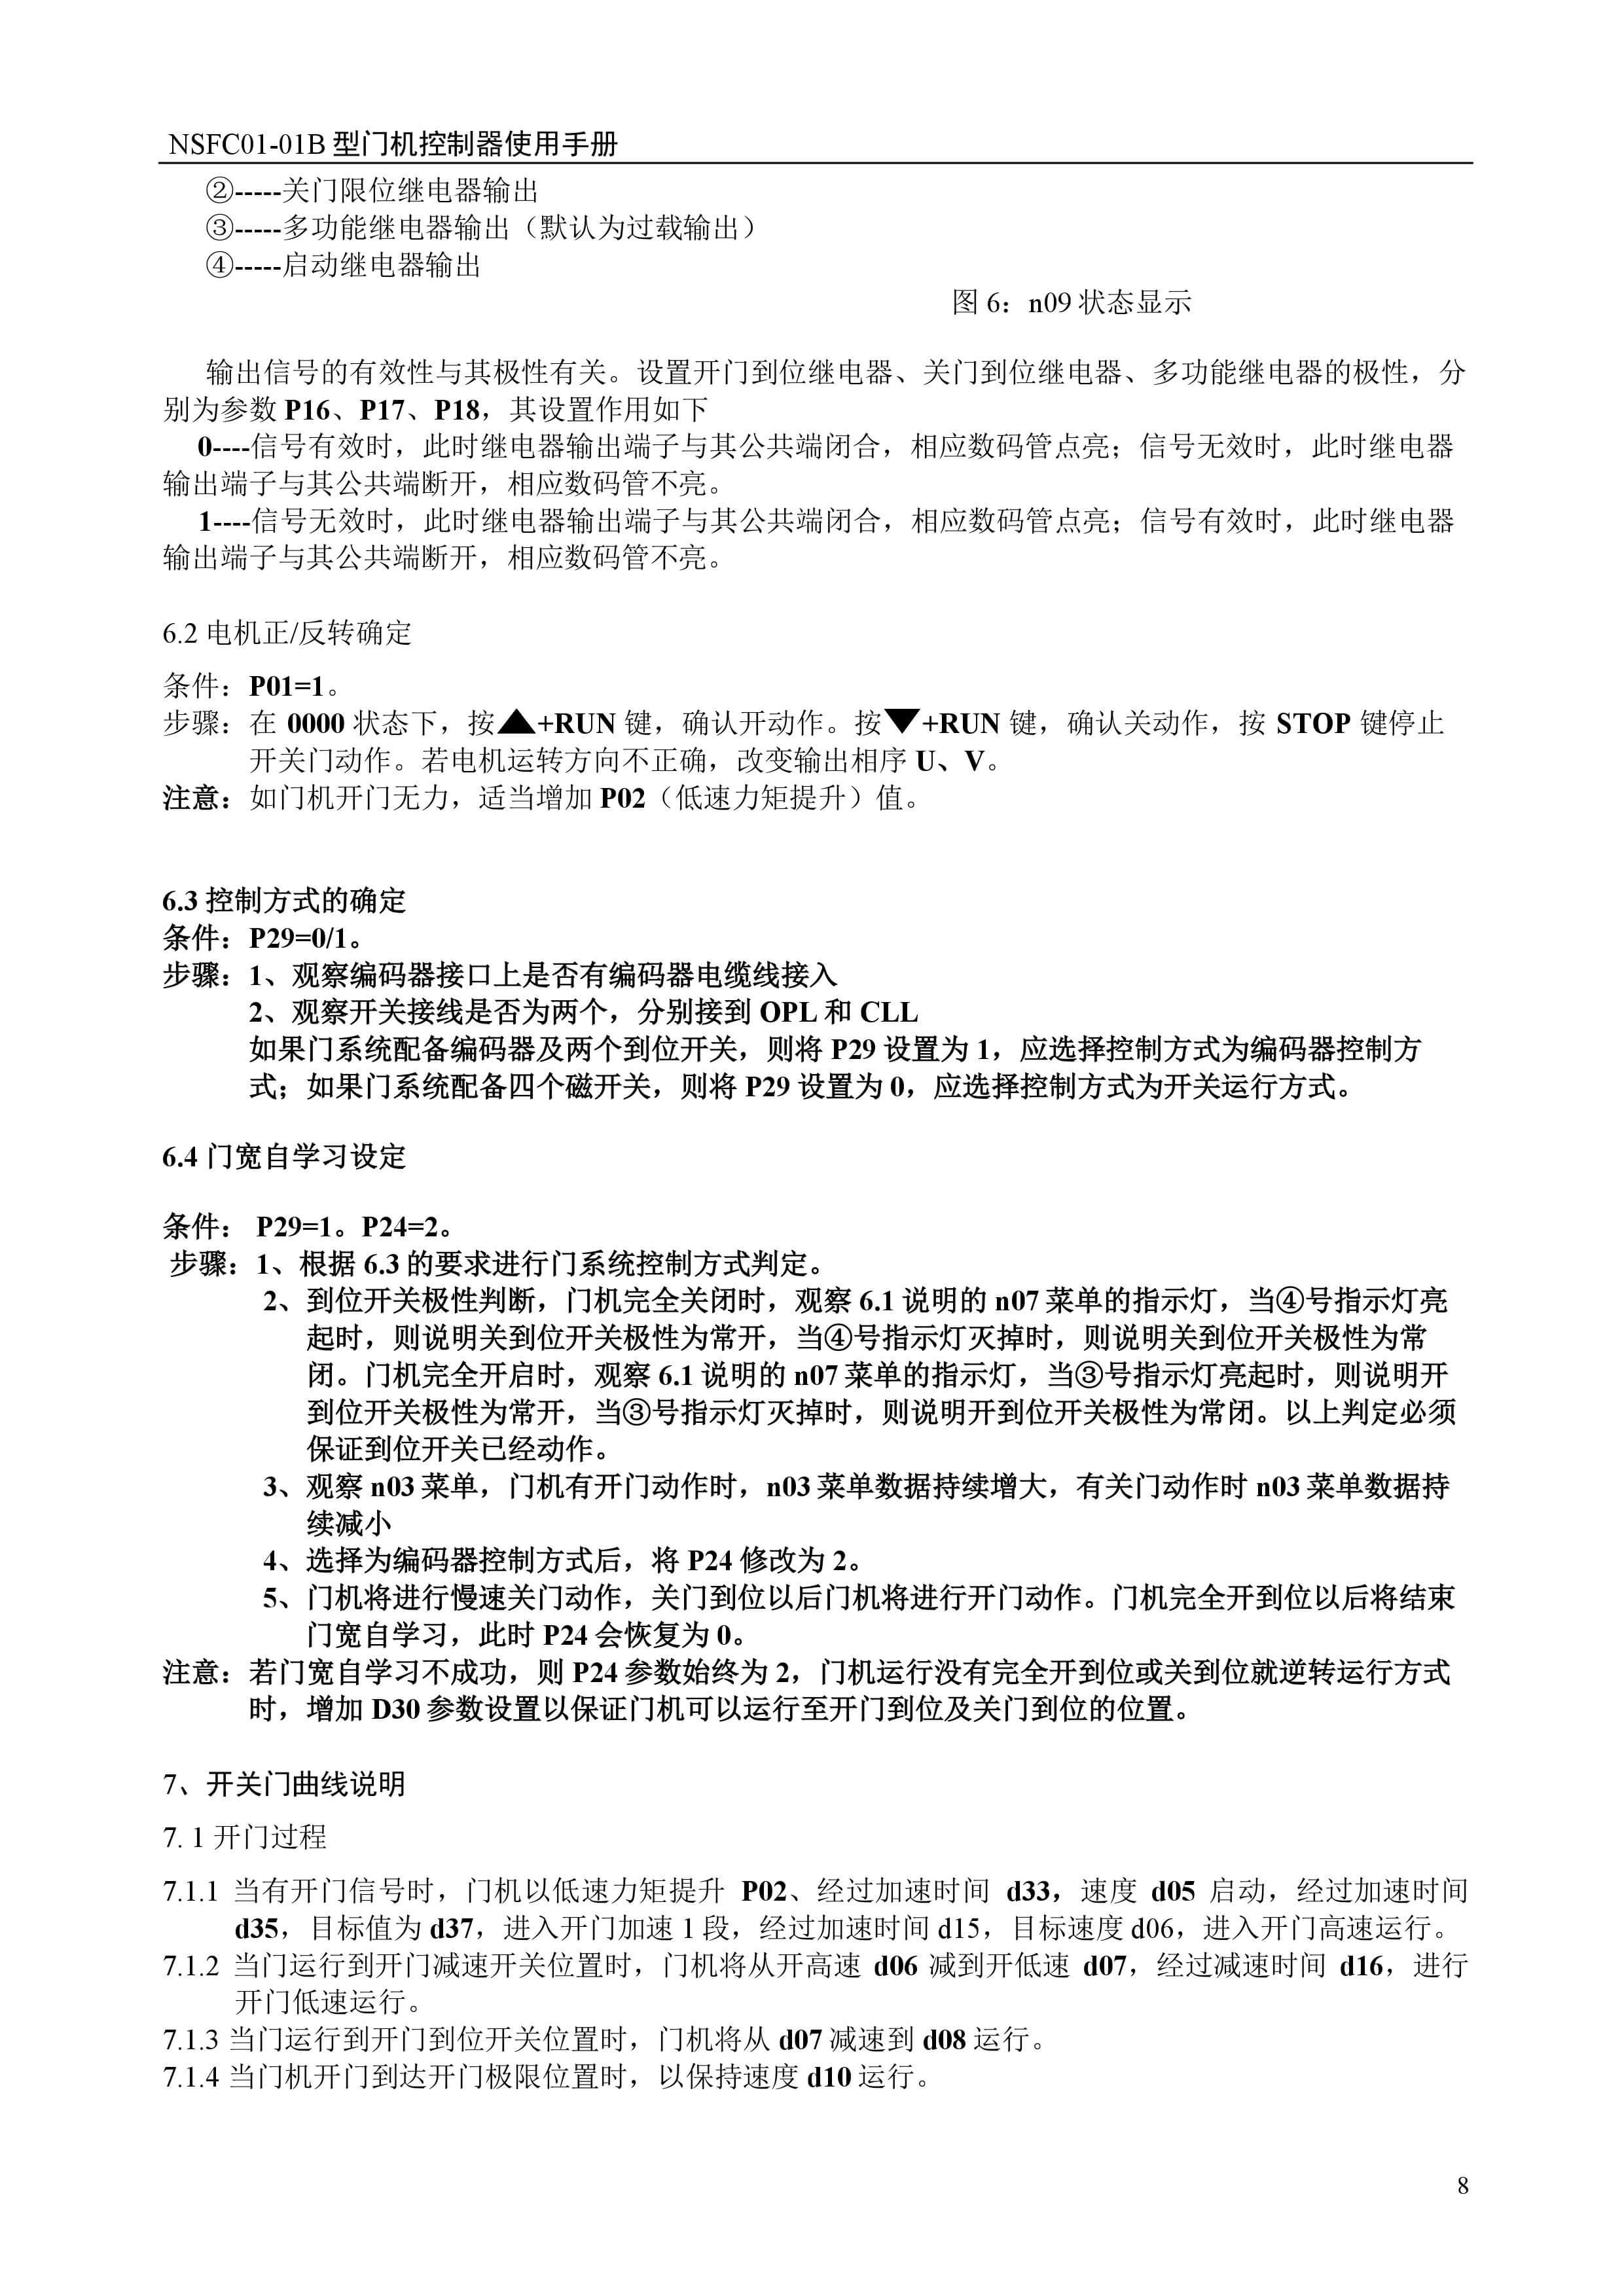 NSFC01-01B 型门机控制器使用手册
②-----关门限位继电器输出
③-----多功能继电器输出（默认为过载输出）
④-----启动继电器输出
图 6：n09 状态显示
输出信号的有效性与其极性有关。设置开门到位继电器、关门到位继电器、多功能继电器的极性，分
别为参数 P16、P17、P18，其设置作用如下
0----信号有效时，此时继电器输出端子与其公共端闭合，相应数码管点亮；信号无效时，此时继电器
输出端子与其公共端断开，相应数码管不亮。
1----信号无效时，此时继电器输出端子与其公共端闭合，相应数码管点亮；信号有效时，此时继电器
输出端子与其公共端断开，相应数码管不亮。
6.2 电机正/反转确定
条件：P01=1。
步骤：在 0000 状态下，按▲+RUN 键，确认开动作。按▼+RUN 键，确认关动作，按 STOP 键停止
开关门动作。若电机运转方向不正确，改变输出相序 U、V。
注意：如门机开门无力，适当增加 P02（低速力矩提升）值。
6.3 控制方式的确定
条件：P29=0/1。
步骤：1、观察编码器接口上是否有编码器电缆线接入
2、观察开关接线是否为两个，分别接到 OPL 和 CLL
如果门系统配备编码器及两个到位开关，则将 P29 设置为 1，应选择控制方式为编码器控制方
式；如果门系统配备四个磁开关，则将 P29 设置为 0，应选择控制方式为开关运行方式。
6.4 门宽自学习设定
条件： P29=1。P24=2。
步骤：1、根据 6.3 的要求进行门系统控制方式判定。
2、到位开关极性判断，门机完全关闭时，观察 6.1 说明的 n07 菜单的指示灯，当④号指示灯亮
起时，则说明关到位开关极性为常开，当④号指示灯灭掉时，则说明关到位开关极性为常
闭。门机完全开启时，观察 6.1 说明的 n07 菜单的指示灯，当③号指示灯亮起时，则说明开
到位开关极性为常开，当③号指示灯灭掉时，则说明开到位开关极性为常闭。以上判定必须
保证到位开关已经动作。
3、观察 n03 菜单，门机有开门动作时，n03 菜单数据持续增大，有关门动作时 n03 菜单数据持
续减小
4、选择为编码器控制方式后，将 P24 修改为 2。
5、门机将进行慢速关门动作，关门到位以后门机将进行开门动作。门机完全开到位以后将结束
门宽自学习，此时 P24 会恢复为 0。
注意：若门宽自学习不成功，则 P24 参数始终为 2，门机运行没有完全开到位或关到位就逆转运行方式
时，增加 D30 参数设置以保证门机可以运行至开门到位及关门到位的位置。
7、开关门曲线说明
7. 1 开门过程
7.1.1 当有开门信号时，门机以低速力矩提升 P02、经过加速时间 d33，速度 d05 启动，经过加速时间
d35，目标值为 d37，进入开门加速 1 段，经过加速时间 d15，目标速度 d06，进入开门高速运行。
7.1.2 当门运行到开门减速开关位置时，门机将从开高速 d06 减到开低速 d07，经过减速时间 d16，进行
开门低速运行。
7.1.3 当门运行到开门到位开关位置时，门机将从 d07 减速到 d08 运行。
7.1.4 当门机开门到达开门极限位置时，以保持速度 d10 运行。
8